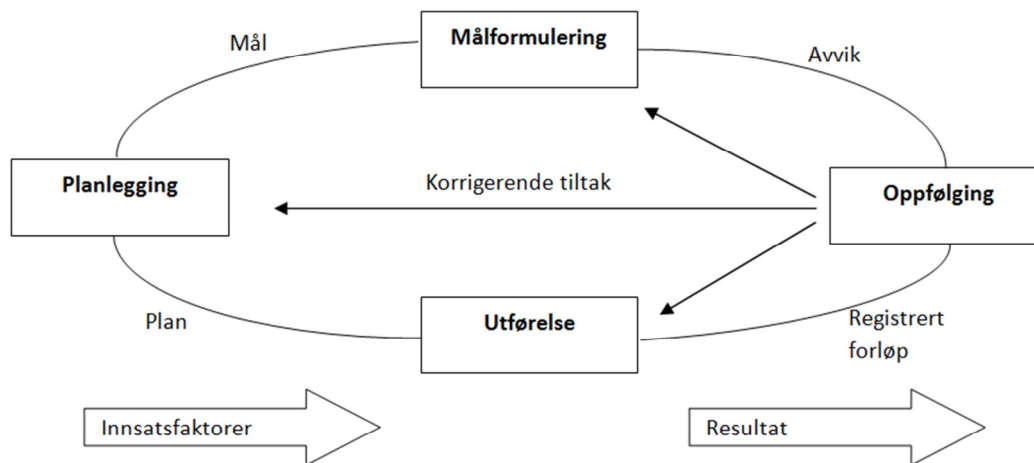 Målformulering
Mål
Avvik
Planlegging
Korrigerende tiltak
Oppfølging
Plan
Utførelse
Registrert
forløp
Innsatsfaktorer
Resultat